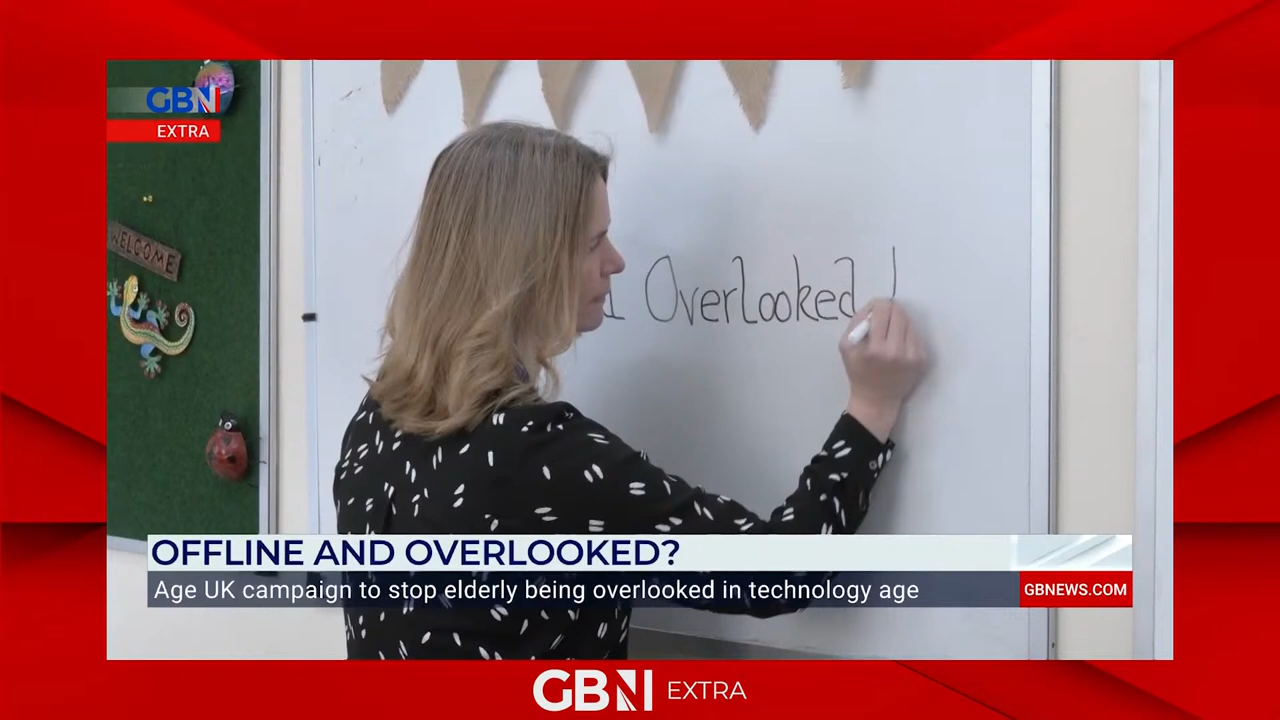 GBN
EXTRA
WELCOME
Overlooked !
OFFLINE AND OVERLOOKED?
Age UK campaign to stop elderly being overlooked in technology age
GBNEWS.COM
GBN EXTRA